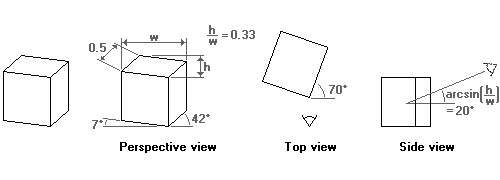 0.5
w
h/w = 0.33
h
7°
42°
70°
arcsin(h/w)
= 20°
Perspective view
Top view
Side view